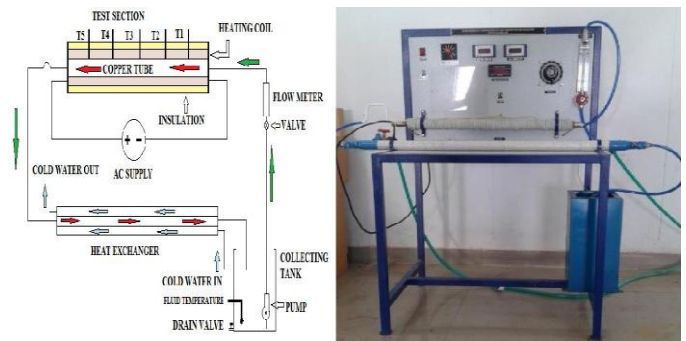 TEST SECTION
T5 T4 T3 T2 T1
HEATING COIL
COPPER TUBE
FLOW METER
INSULATION
VALVE
+ -
AC SUPPLY
COLD WATER OUT
HEAT EXCHANGER
COLLECTING
TANK
COLD WATER IN
FLUID TEMPERATURE
PUMP
DRAIN VALVE